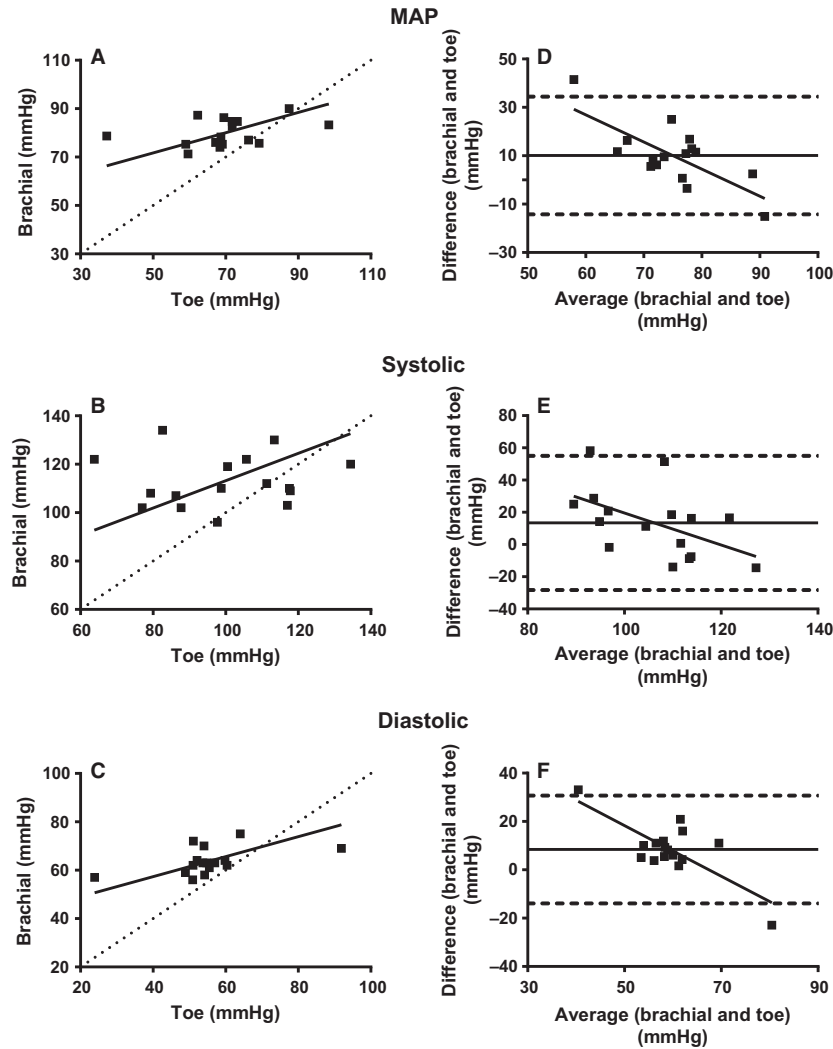 MAP
A
Brachial (mmHg)
110
90
70
50
30
30 50 70 90 110
Toe (mmHg)
D
Difference (brachial and toe)
(mmHg)
50
30
10
–10
–30
50 60 70 80 90 100
Average (brachial and toe)
(mmHg)
Systolic
B
Brachial (mmHg)
140
120
100
80
60
60 80 100 120 140
Toe (mmHg)
E
Difference (brachial and toe)
(mmHg)
80
60
40
20
0
–20
–40
80 100 120 140
Average (brachial and toe)
(mmHg)
Diastolic
C
Brachial (mmHg)
100
80
60
40
20
20 40 60 80 100
Toe (mmHg)
F
Difference (brachial and toe)
(mmHg)
40
20
0
–20
–40
30 50 70 90
Average (brachial and toe)
(mmHg)